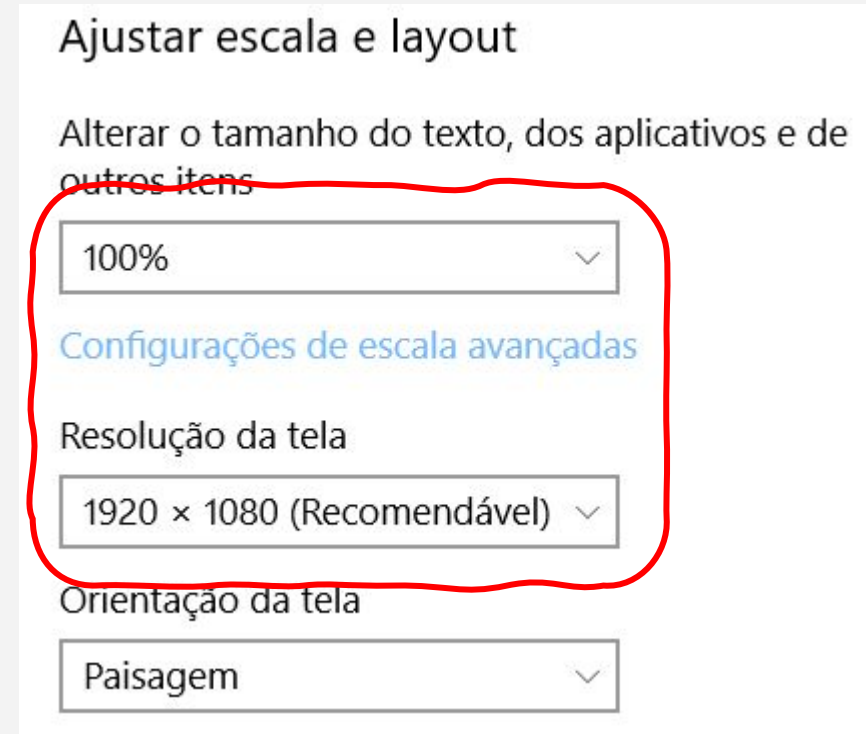 Ajustar escala e layout
Alterar o tamanho do texto, dos aplicativos e de
outros itens
100%
Configurações de escala avançadas
Resolução da tela
1920 × 1080 (Recomendável)
Orientação da tela
Paisagem